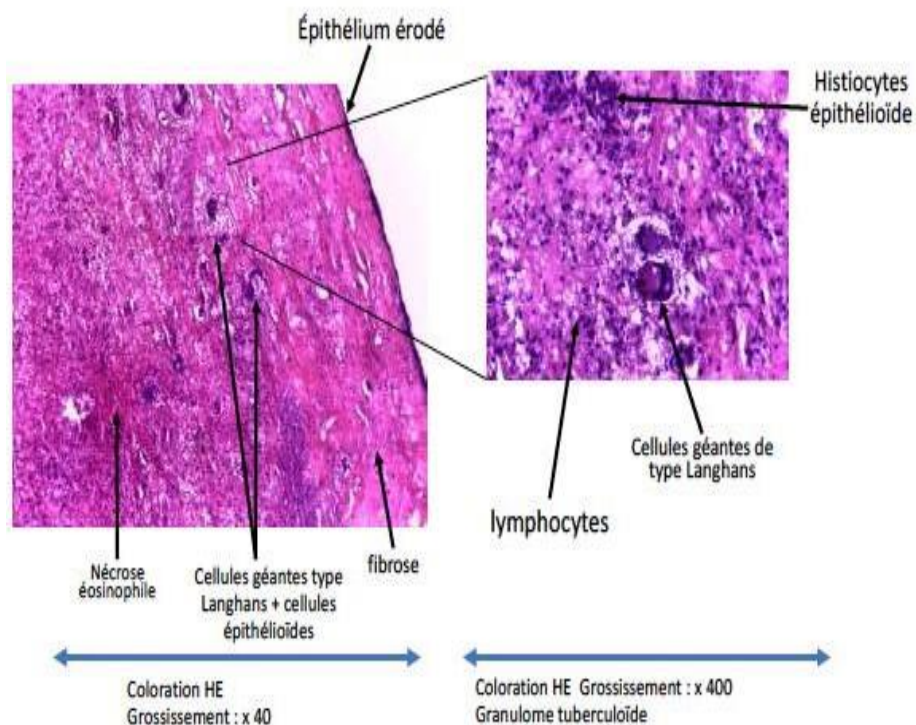 Épithélium érodé
Histiocytes
épithélioïde
Cellules géantes de
type Langhans
lymphocytes
Nécrose
éosinophile
Cellules géantes type
Langhans + cellules
épithélioïdes
fibrose
Coloration HE
Grossissement : x 40
Coloration HE Grossissement : x 400
Granulome tuberculoïde